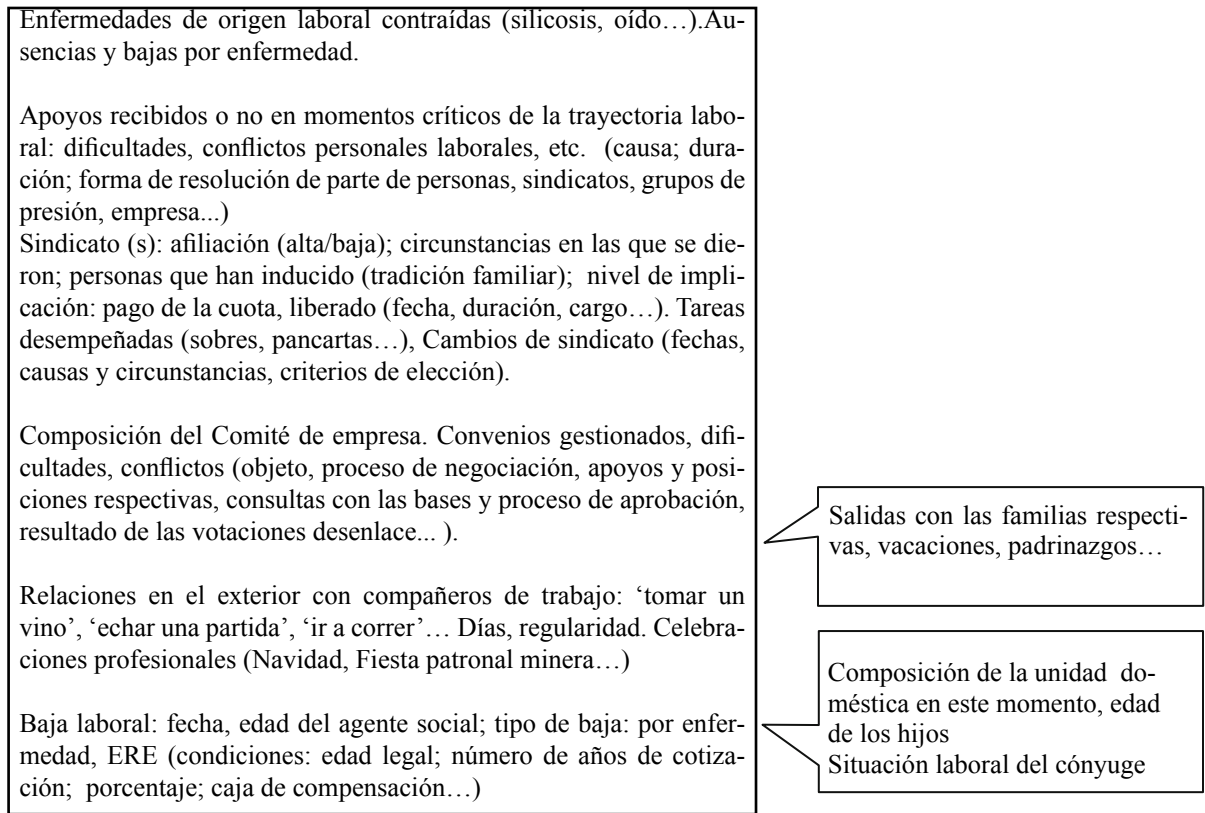 Enfermedades de origen laboral contraídas (silicosis, oído…).Au-
sencias y bajas por enfermedad.
Apoyos recibidos o no en momentos críticos de la trayectoria labo-
ral: dificultades, conflictos personales laborales, etc. (causa; dura-
ción; forma de resolución de parte de personas, sindicatos, grupos de
presión, empresa...)
Sindicato (s): afiliación (alta/baja); circunstancias en las que se die-
ron; personas que han inducido (tradición familiar); nivel de impli-
cación: pago de la cuota, liberado (fecha, duración, cargo…). Tareas
desempeñadas (sobres, pancartas…), Cambios de sindicato (fechas,
causas y circunstancias, criterios de elección).
Composición del Comité de empresa. Convenios gestionados, difi-
cultades, conflictos (objeto, proceso de negociación, apoyos y posi-
ciones respectivas, consultas con las bases y proceso de aprobación,
resultado de las votaciones desenlace... ).
Relaciones en el exterior con compañeros de trabajo: ‘tomar un
vino’, ‘echar una partida’, ‘ir a correr’… Días, regularidad. Celebra-
ciones profesionales (Navidad, Fiesta patronal minera…)
Baja laboral: fecha, edad del agente social; tipo de baja: por enfer-
medad, ERE (condiciones: edad legal; número de años de cotiza-
ción; porcentaje; caja de compensación…)
Salidas con las familias respecti-
vas, vacaciones, padrinazgos…
Composición de la unidad do-
méstica en este momento, edad
de los hijos
Situación laboral del cónyuge